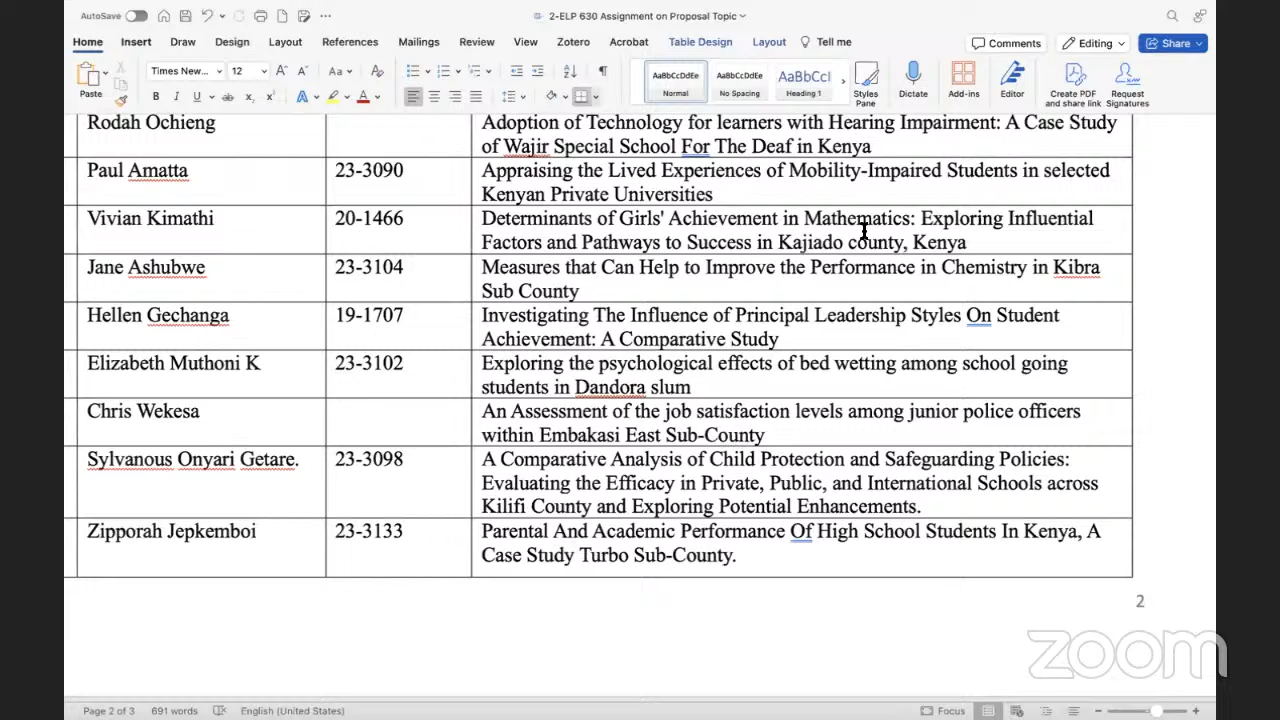 AutoSave
2-ELP 630 Assignment on Proposal Topic
Home Insert Draw Design Layout References Mailings Review View Zotero Acrobat Table Design Layout Tell me
Comments Editing Share
Paste
Times New... 12
AaBbCcDdEe AaBbCcDdEe AaBbCcI
Normal No Spacing Heading 1
Styles Pane
Dictate
Add-ins
Editor
Create PDF and share link
Request Signatures
Rodah Ochieng Adoption of Technology for learners with Hearing Impairment: A Case Study
of Wajir Special School For The Deaf in Kenya
Paul Amatta 23-3090 Appraising the Lived Experiences of Mobility-Impaired Students in selected
Kenyan Private Universities
Vivian Kimathi 20-1466 Determinants of Girls' Achievement in Mathematics: Exploring Influential
Factors and Pathways to Success in Kajiado county, Kenya
Jane Ashubwe 23-3104 Measures that Can Help to Improve the Performance in Chemistry in Kibra
Sub County
Hellen Gechanga 19-1707 Investigating The Influence of Principal Leadership Styles On Student
Achievement: A Comparative Study
Elizabeth Muthoni K 23-3102 Exploring the psychological effects of bed wetting among school going
students in Dandora slum
Chris Wekesa An Assessment of the job satisfaction levels among junior police officers
within Embakasi East Sub-County
Sylvanous Onyari Getare. 23-3098 A Comparative Analysis of Child Protection and Safeguarding Policies:
Evaluating the Efficacy in Private, Public, and International Schools across
Kilifi County and Exploring Potential Enhancements.
Zipporah Jepkemboi 23-3133 Parental And Academic Performance Of High School Students In Kenya, A
Case Study Turbo Sub-County.
2
zoom
Page 2 of 3 691 words English (United States) Focus